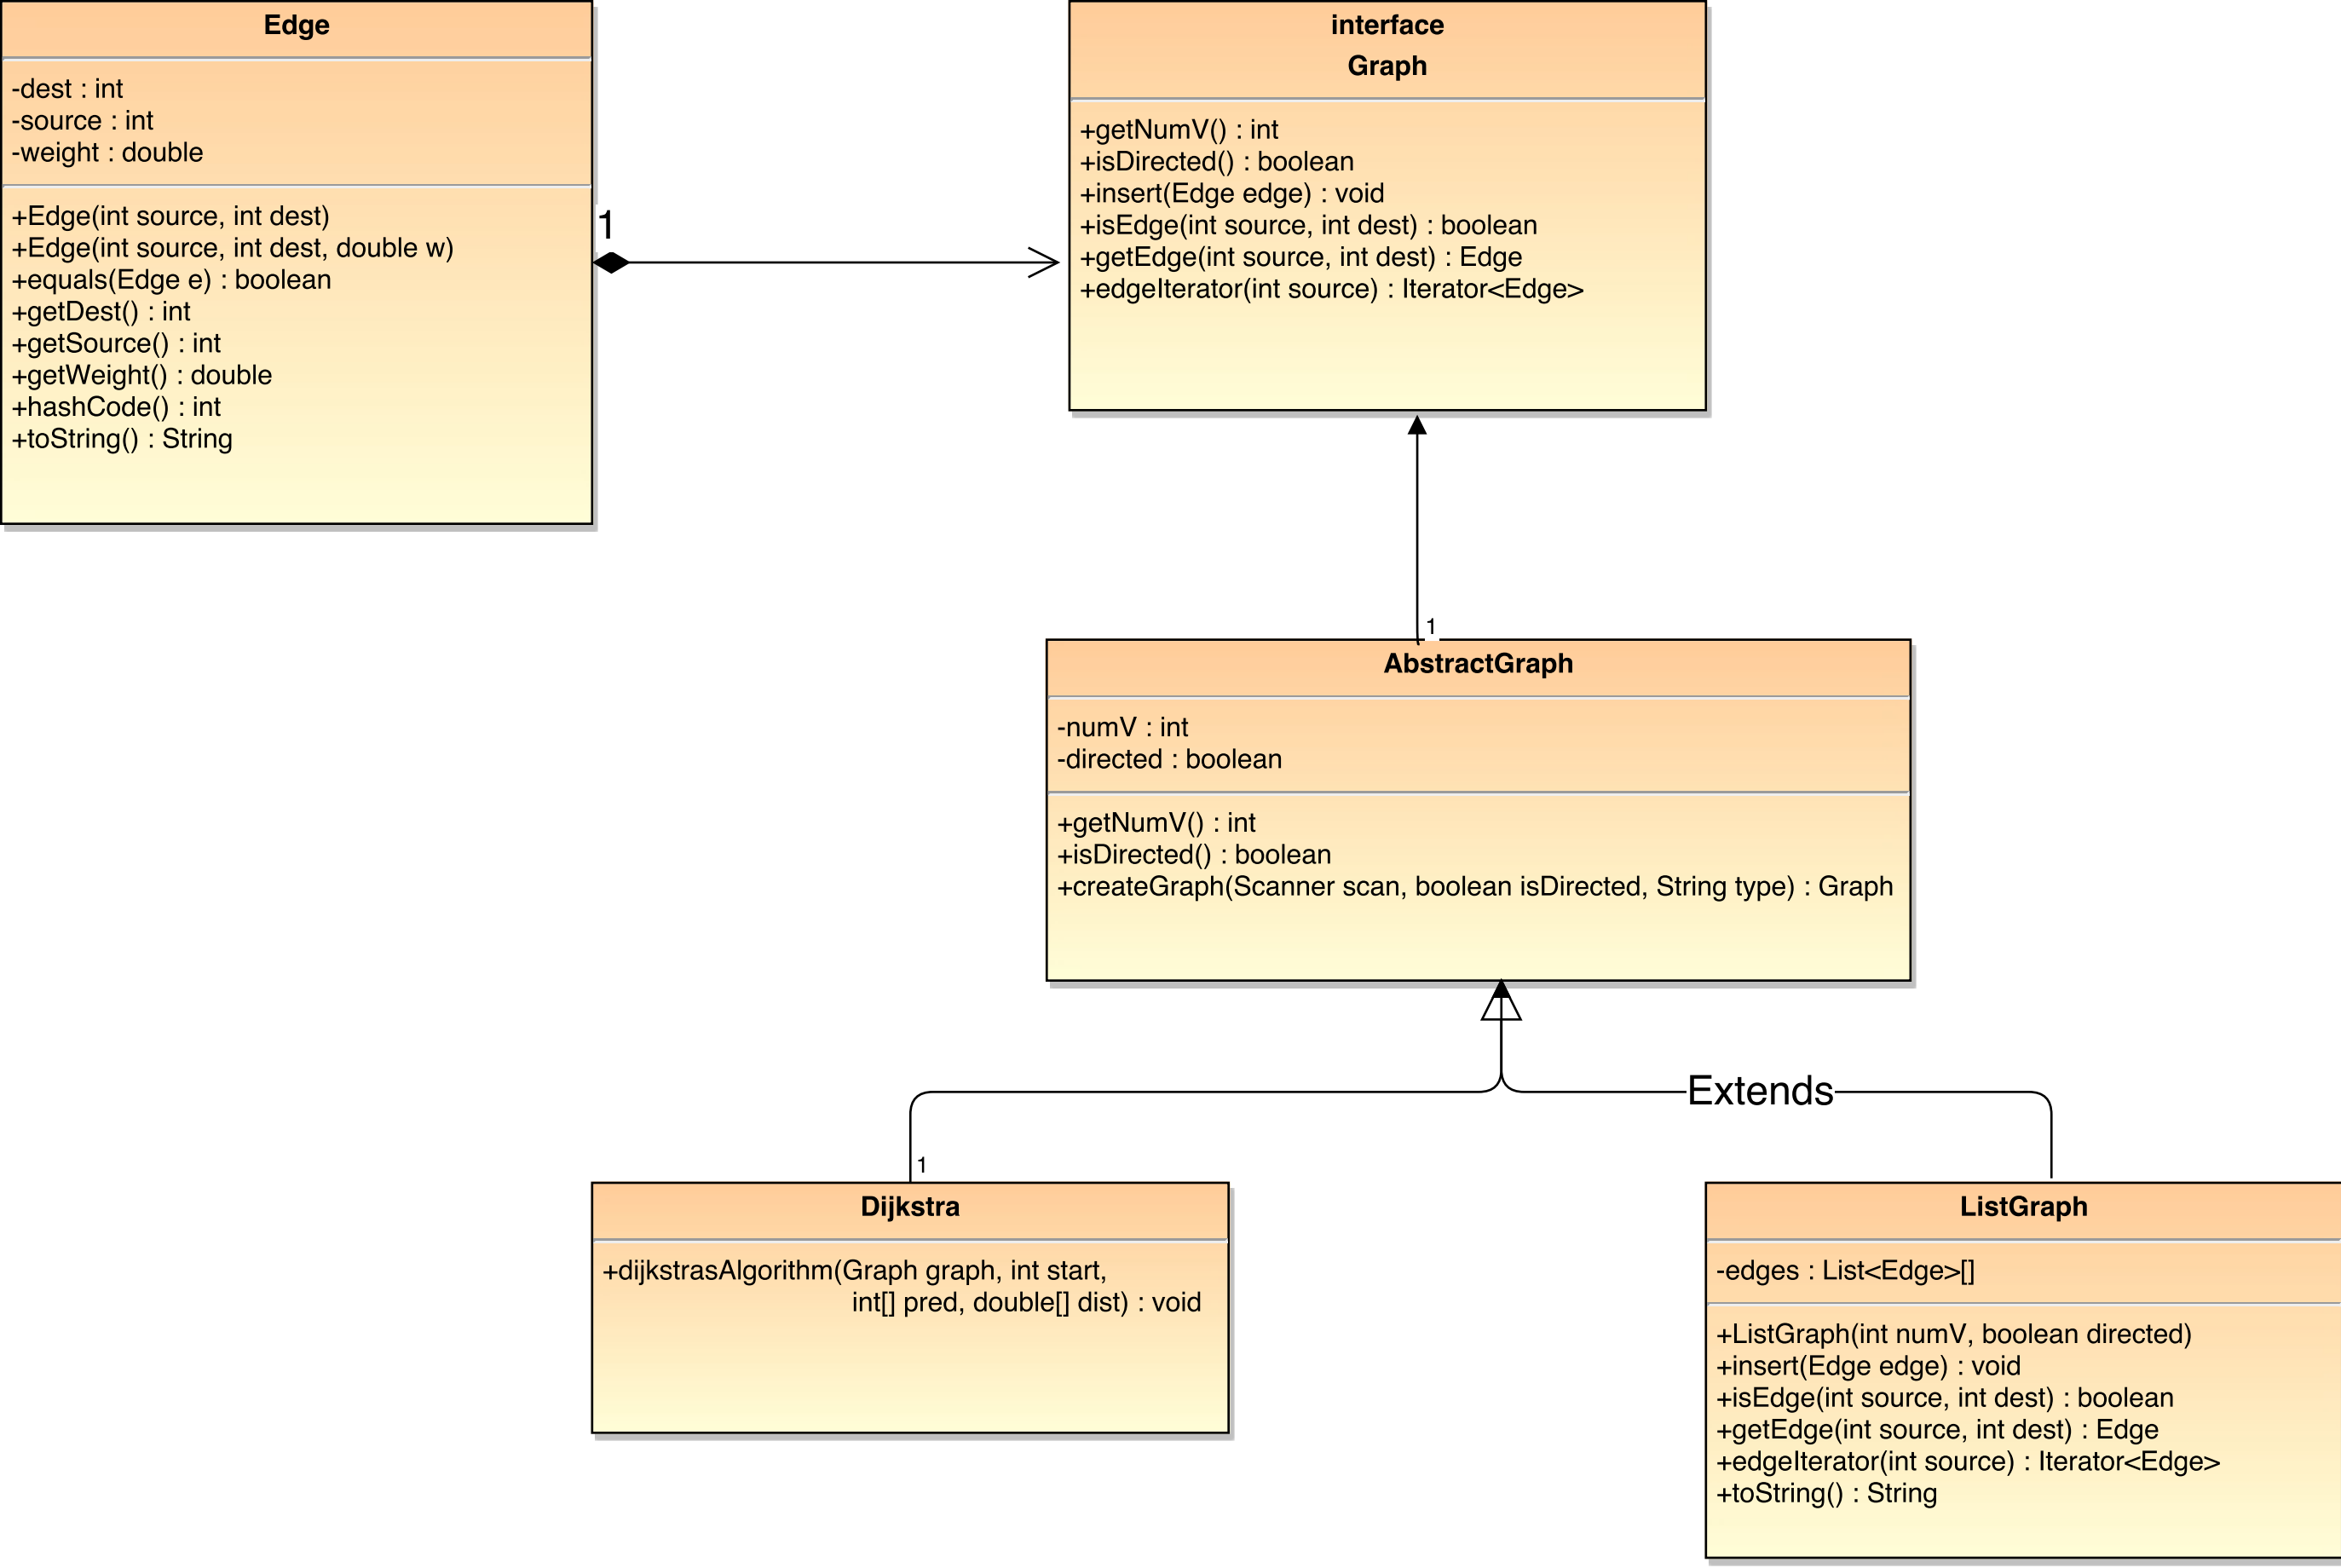 Edge
-dest : int
-source : int
-weight : double
+Edge(int source, int dest)
+Edge(int source, int dest, double w)
+equals(Edge e) : boolean
+getDest() : int
+getSource() : int
+getWeight() : double
+hashCode() : int
+toString() : String
1
interface
Graph
+getNumV() : int
+isDirected() : boolean
+insert(Edge edge) : void
+isEdge(int source, int dest) : boolean
+getEdge(int source, int dest) : Edge
+edgeIterator(int source) : Iterator<Edge>
1
AbstractGraph
-numV : int
-directed : boolean
+getNumV() : int
+isDirected() : boolean
+createGraph(Scanner scan, boolean isDirected, String type) : Graph
Extends
1
Dijkstra
+dijkstrasAlgorithm(Graph graph, int start,
int[] pred, double[] dist) : void
ListGraph
-edges : List<Edge>[]
+ListGraph(int numV, boolean directed)
+insert(Edge edge) : void
+isEdge(int source, int dest) : boolean
+getEdge(int source, int dest) : Edge
+edgeIterator(int source) : Iterator<Edge>
+toString() : String